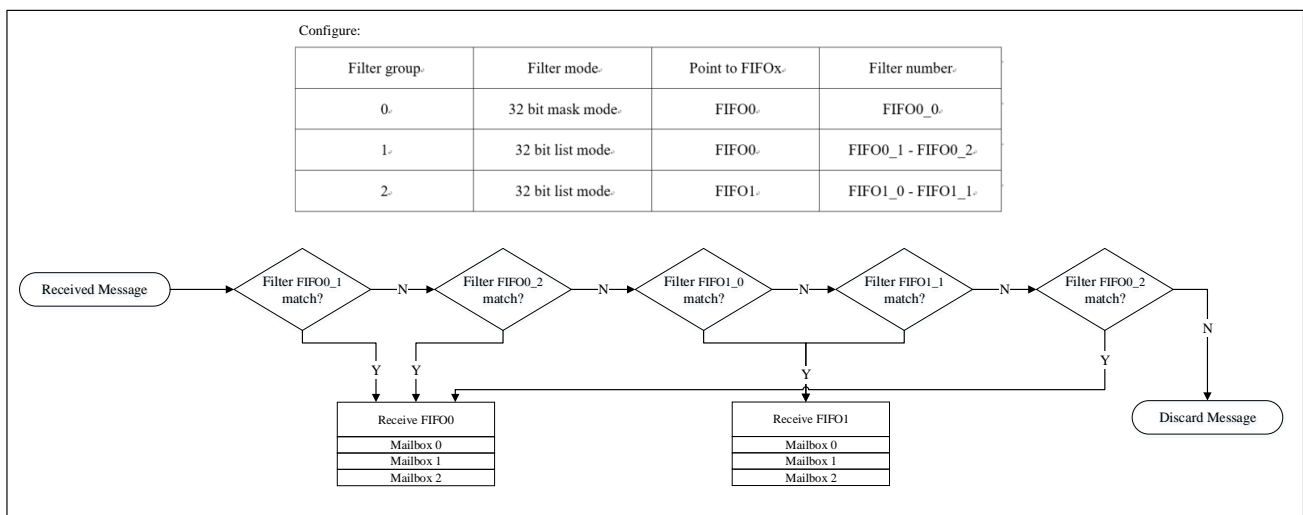 Configure:
Filter group Filter mode Point to FIFOx Filter number
0 32 bit mask mode FIFO0 FIFO0_0
1 32 bit list mode FIFO0 FIFO0_1 - FIFO0_2
2 32 bit list mode FIFO1 FIFO1_0 - FIFO1_1
Received Message
Filter FIFO0_1
match?
N
Filter FIFO0_2
match?
N
Filter FIFO1_0
match?
N
Filter FIFO1_1
match?
N
Filter FIFO0_2
match?
N
Y
Y
Y
Y
Receive FIFO0
Mailbox 0
Mailbox 1
Mailbox 2
Receive FIFO1
Mailbox 0
Mailbox 1
Mailbox 2
Discard Message